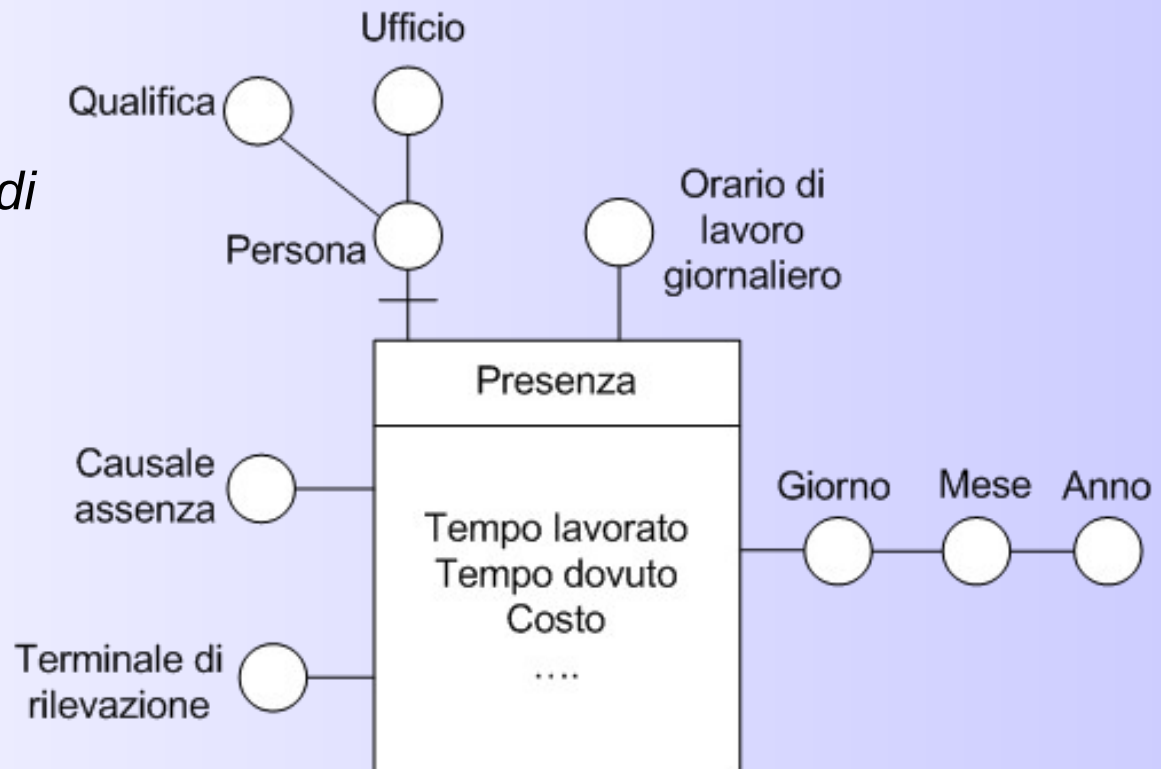 Ufficio
Qualifica
di
Persona
Orario di
lavoro
giornaliero
Presenza
Causale
assenza
Tempo lavorato
Tempo dovuto
Costo
....
Giorno
Mese
Anno
Terminale di
rilevazione